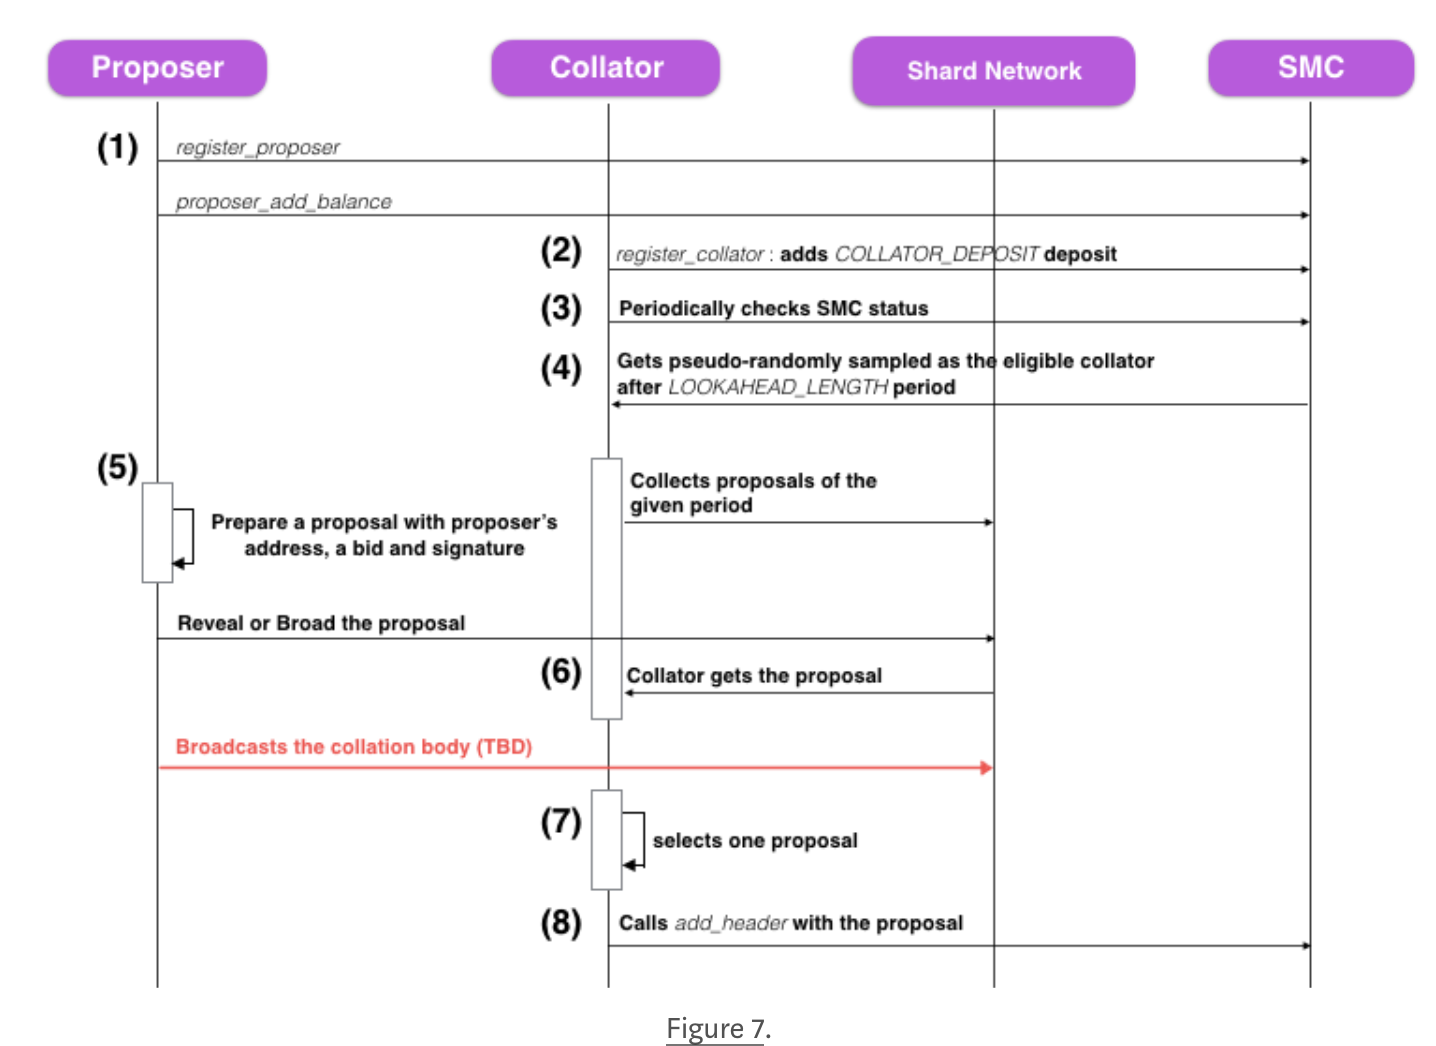 Proposer
Collator
Shard Network
SMC
(1)
register_proposer
proposer_add_balance
(2)
register_collator : adds COLLATOR_DEPOSIT deposit
(3)
Periodically checks SMC status
(4)
Gets pseudo-randomly sampled as the eligible collator
after LOOKAHEAD_LENGTH period
(5)
Collects proposals of the
given period
Prepare a proposal with proposer's
address, a bid and signature
Reveal or Broad the proposal
(6)
Collator gets the proposal
Broadcasts the collation body (TBD)
(7)
selects one proposal
(8)
Calls add_header with the proposal
Figure 7.